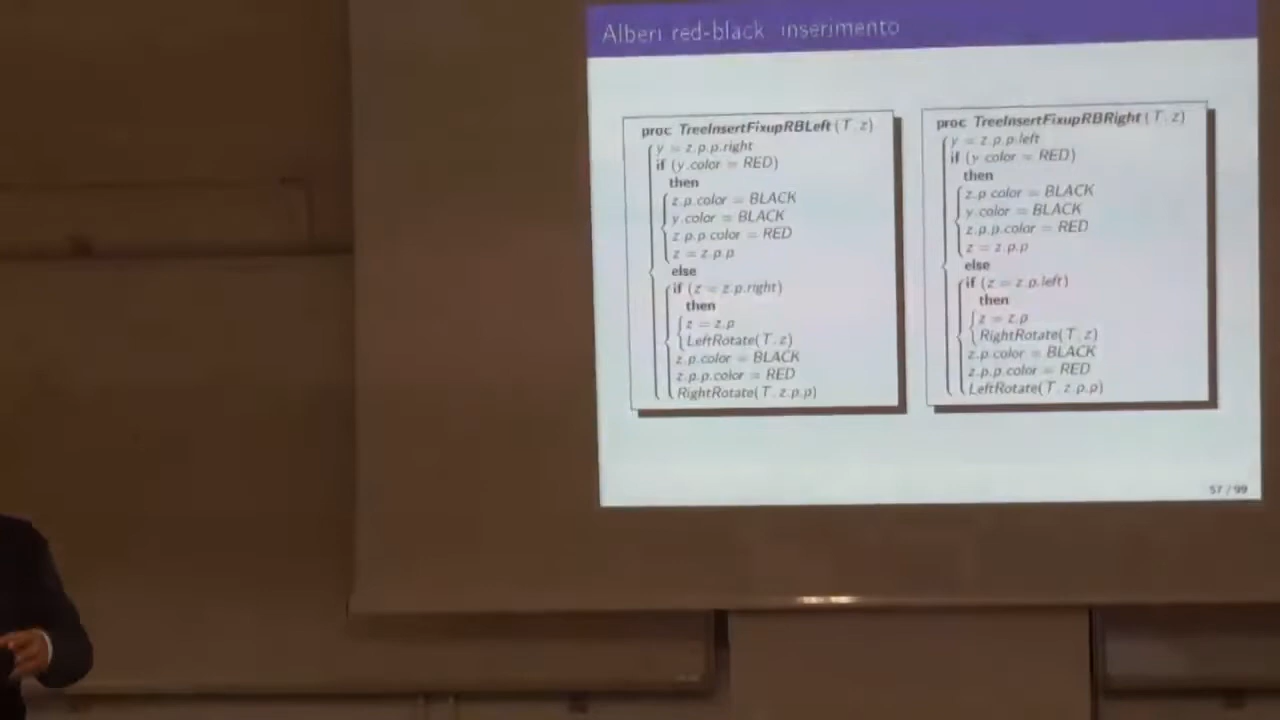 Alberi red-black inserimento
proc TreeInsertFixupRBLeft (T, z)
y = z.p.p.right
if (y.color = RED)
then
z.p.color = BLACK
y.color = BLACK
z.p.p.color = RED
z = z.p.p
else
if (z = z.p.right)
then
z = z.p
LeftRotate(T, z)
z.p.color = BLACK
z.p.p.color = RED
RightRotate(T, z.p.p)
proc TreeInsertFixupRBRight (T, z)
y = z.p.p.left
if (y.color = RED)
then
z.p.color = BLACK
y.color = BLACK
z.p.p.color = RED
z = z.p.p
else
if (z = z.p.left)
then
z = z.p
RightRotate(T, z)
z.p.color = BLACK
z.p.p.color = RED
LeftRotate(T, z.p.p)
57 / 99